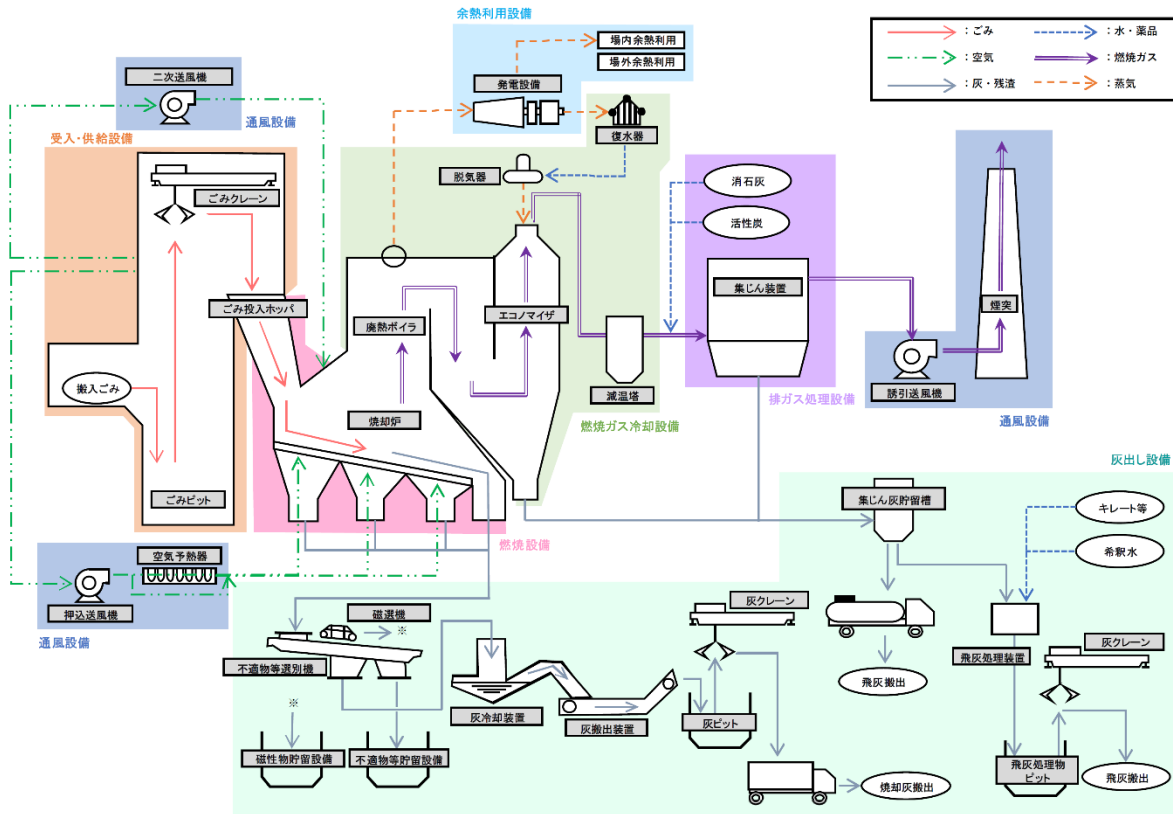 余熱利用設備
場内余熱利用
場外余熱利用
発電設備
：ごみ
：水・薬品
：空気
：燃焼ガス
：灰・残渣
：蒸気
二次送風機
通風設備
受入・供給設備
復水器
脱気器
ごみクレーン
消石灰
活性炭
ごみ投入ホッパ
廃熱ボイラ
エコノマイザ
集じん装置
煙突
搬入ごみ
焼却炉
減温塔
誘引送風機
排ガス処理設備
燃焼ガス冷却設備
通風設備
灰出し設備
ごみピット
燃焼設備
集じん灰貯留槽
キレート等
希釈水
空気予熱器
押込送風機
通風設備
磁選機
※
灰クレーン
不適物等選別機
飛灰処理装置
灰クレーン
飛灰搬出
※
灰冷却装置
灰搬出装置
灰ピット
磁性物貯留設備
不適物等貯留設備
焼却灰搬出
飛灰処理物
ピット
飛灰搬出